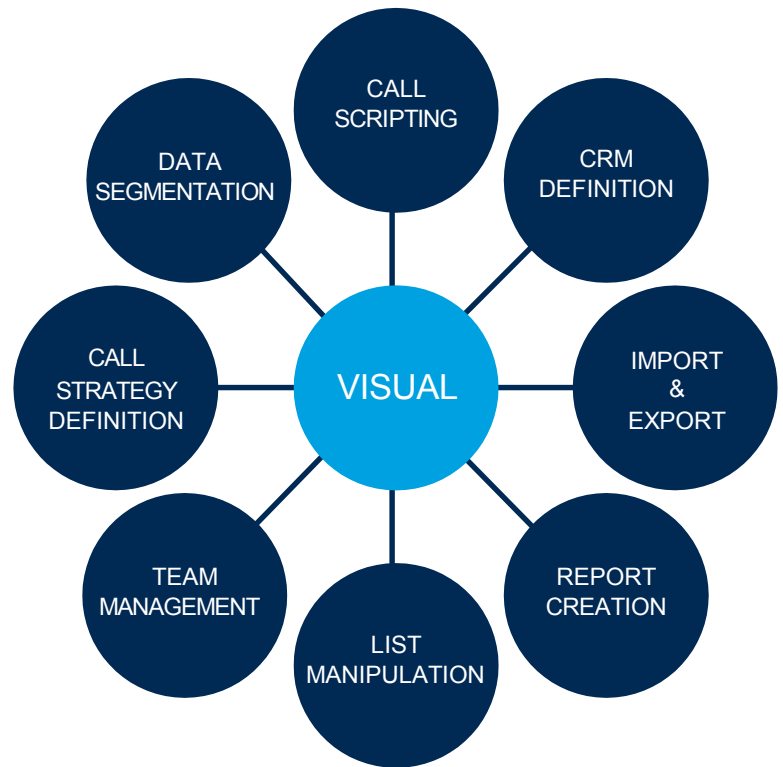 CALL
SCRIPTING
DATA
SEGMENTATION
CRM
DEFINITION
CALL
STRATEGY
DEFINITION
VISUAL
IMPORT
&
EXPORT
TEAM
MANAGEMENT
REPORT
CREATION
LIST
MANIPULATION